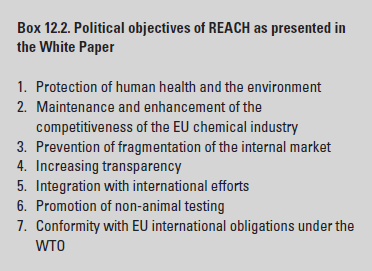 Box 12.2. Political objectives of REACH as presented in
the White Paper
1. Protection of human health and the environment
2. Maintenance and enhancement of the
competitiveness of the EU chemical industry
3. Prevention of fragmentation of the internal market
4. Increasing transparency
5. Integration with international efforts
6. Promotion of non-animal testing
7. Conformity with EU international obligations under the
WTO